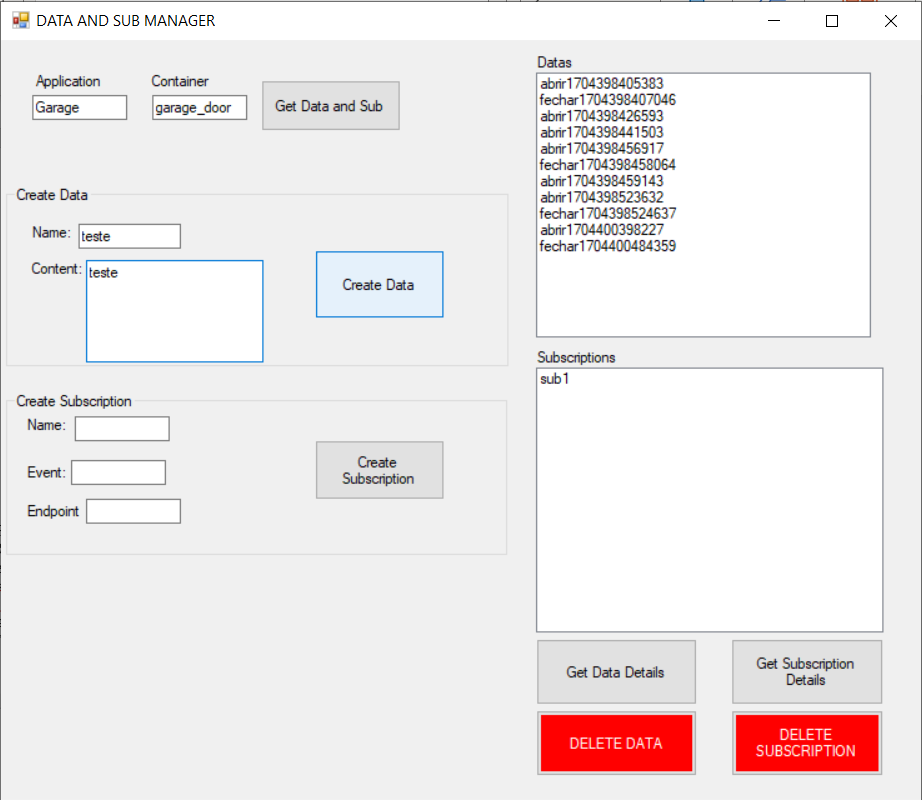 DATA AND SUB MANAGER
Application
Container
Garage
garage_door
Get Data and Sub
Create Data
Name:
teste
Content:
teste
Create Data
Create Subscription
Name:
Event:
Endpoint
Create
Subscription
Datas
abrir1704398405383
fechar1704398407046
abrir1704398426593
abrir1704398441503
abrir1704398456917
fechar1704398458064
abrir1704398459143
abrir1704398523632
fechar1704398524637
abrir1704400398227
fechar1704400484359
Subscriptions
sub1
Get Data Details
Get Subscription
Details
DELETE DATA
DELETE
SUBSCRIPTION